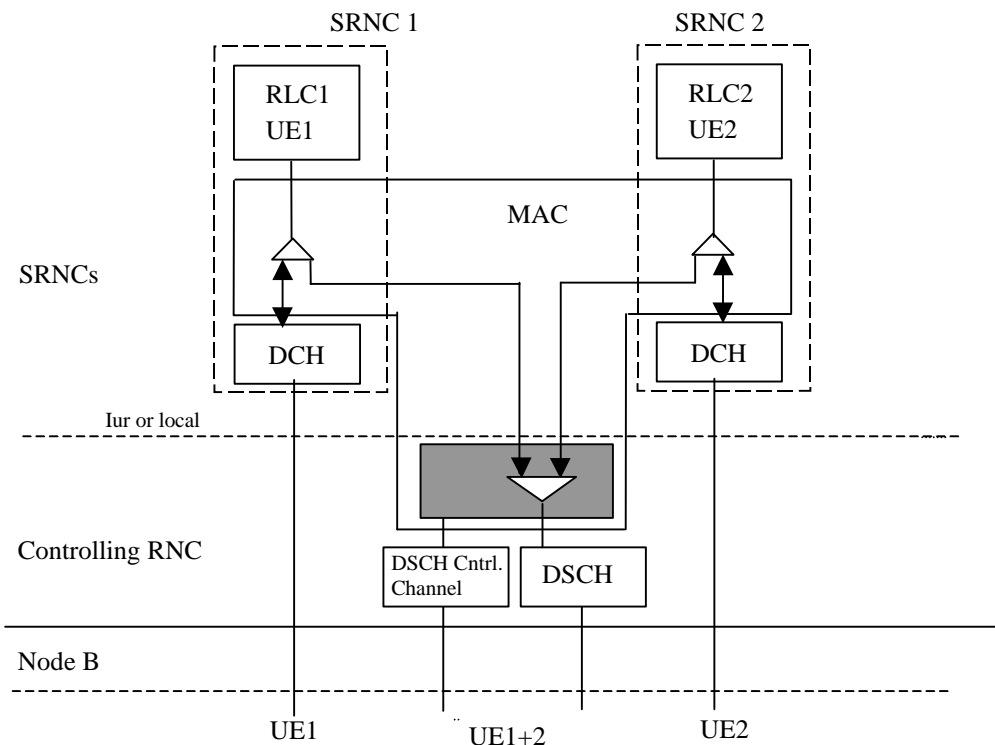 SRNC 1
SRNC 2
RLC1
UE1
RLC2
UE2
MAC
SRNCs
DCH
DCH
Iur or local
Controlling RNC
DSCH Cntrl.
Channel
DSCH
Node B
UE1
UE1+2
UE2